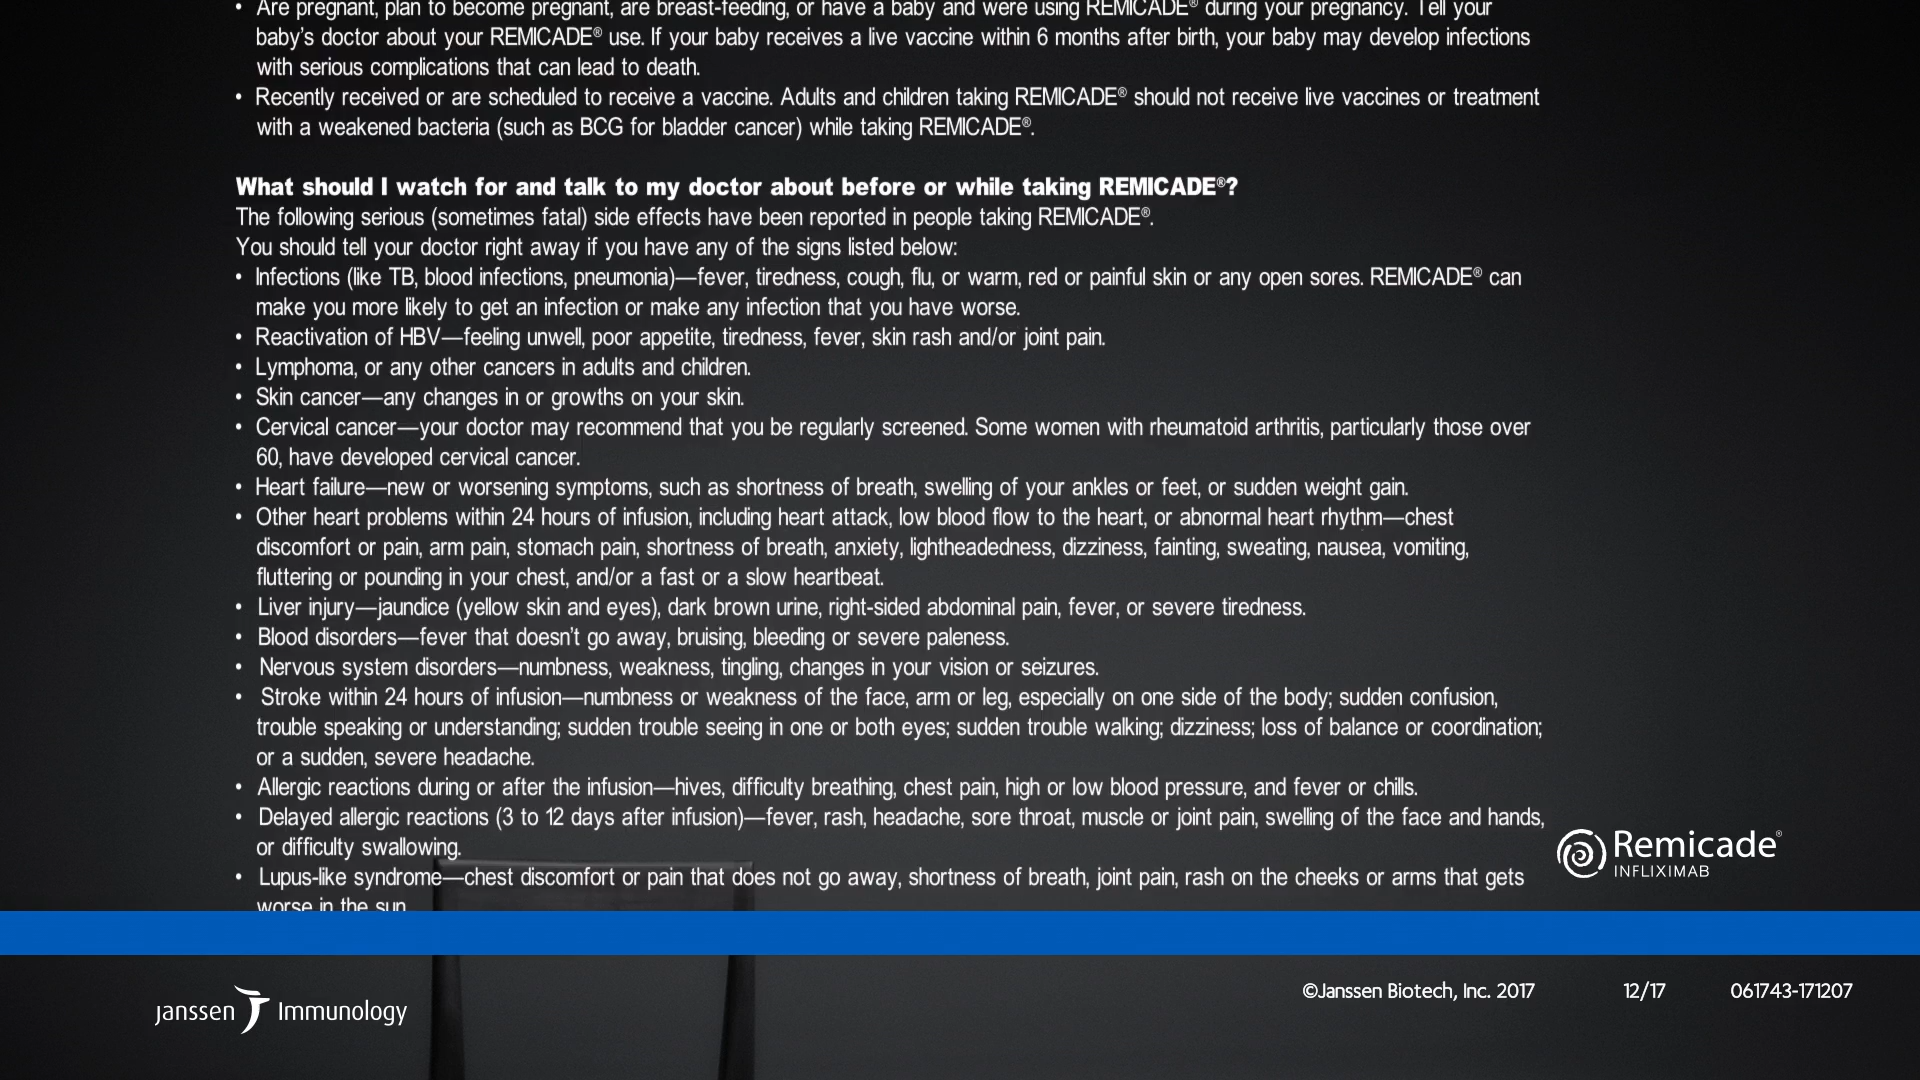 • Are pregnant, plan to become pregnant, are breast-feeding, or have a baby and were using REMICADE® during your pregnancy. Tell your
baby’s doctor about your REMICADE® use. If your baby receives a live vaccine within 6 months after birth, your baby may develop infections
with serious complications that can lead to death.
• Recently received or are scheduled to receive a vaccine. Adults and children taking REMICADE® should not receive live vaccines or treatment
with a weakened bacteria (such as BCG for bladder cancer) while taking REMICADE®.
What should I watch for and talk to my doctor about before or while taking REMICADE®?
The following serious (sometimes fatal) side effects have been reported in people taking REMICADE®.
You should tell your doctor right away if you have any of the signs listed below:
• Infections (like TB, blood infections, pneumonia)—fever, tiredness, cough, flu, or warm, red or painful skin or any open sores. REMICADE® can
make you more likely to get an infection or make any infection that you have worse.
• Reactivation of HBV—feeling unwell, poor appetite, tiredness, fever, skin rash and/or joint pain.
• Lymphoma, or any other cancers in adults and children.
• Skin cancer—any changes in or growths on your skin.
• Cervical cancer—your doctor may recommend that you be regularly screened. Some women with rheumatoid arthritis, particularly those over
60, have developed cervical cancer.
• Heart failure—new or worsening symptoms, such as shortness of breath, swelling of your ankles or feet, or sudden weight gain.
• Other heart problems within 24 hours of infusion, including heart attack, low blood flow to the heart, or abnormal heart rhythm—chest
discomfort or pain, arm pain, stomach pain, shortness of breath, anxiety, lightheadedness, dizziness, fainting, sweating, nausea, vomiting,
fluttering or pounding in your chest, and/or a fast or a slow heartbeat.
• Liver injury—jaundice (yellow skin and eyes), dark brown urine, right-sided abdominal pain, fever, or severe tiredness.
• Blood disorders—fever that doesn’t go away, bruising, bleeding or severe paleness.
• Nervous system disorders—numbness, weakness, tingling, changes in your vision or seizures.
• Stroke within 24 hours of infusion—numbness or weakness of the face, arm or leg, especially on one side of the body; sudden confusion,
trouble speaking or understanding; sudden trouble seeing in one or both eyes; sudden trouble walking; dizziness; loss of balance or coordination;
or a sudden, severe headache.
• Allergic reactions during or after the infusion—hives, difficulty breathing, chest pain, high or low blood pressure, and fever or chills.
• Delayed allergic reactions (3 to 12 days after infusion)—fever, rash, headache, sore throat, muscle or joint pain, swelling of the face and hands,
or difficulty swallowing.
• Lupus-like syndrome—chest discomfort or pain that does not go away, shortness of breath, joint pain, rash on the cheeks or arms that gets
worse in the sun
Remicade®
INFLIXIMAB
janssen Immunology
©Janssen Biotech, Inc. 2017 12/17 061743-171207